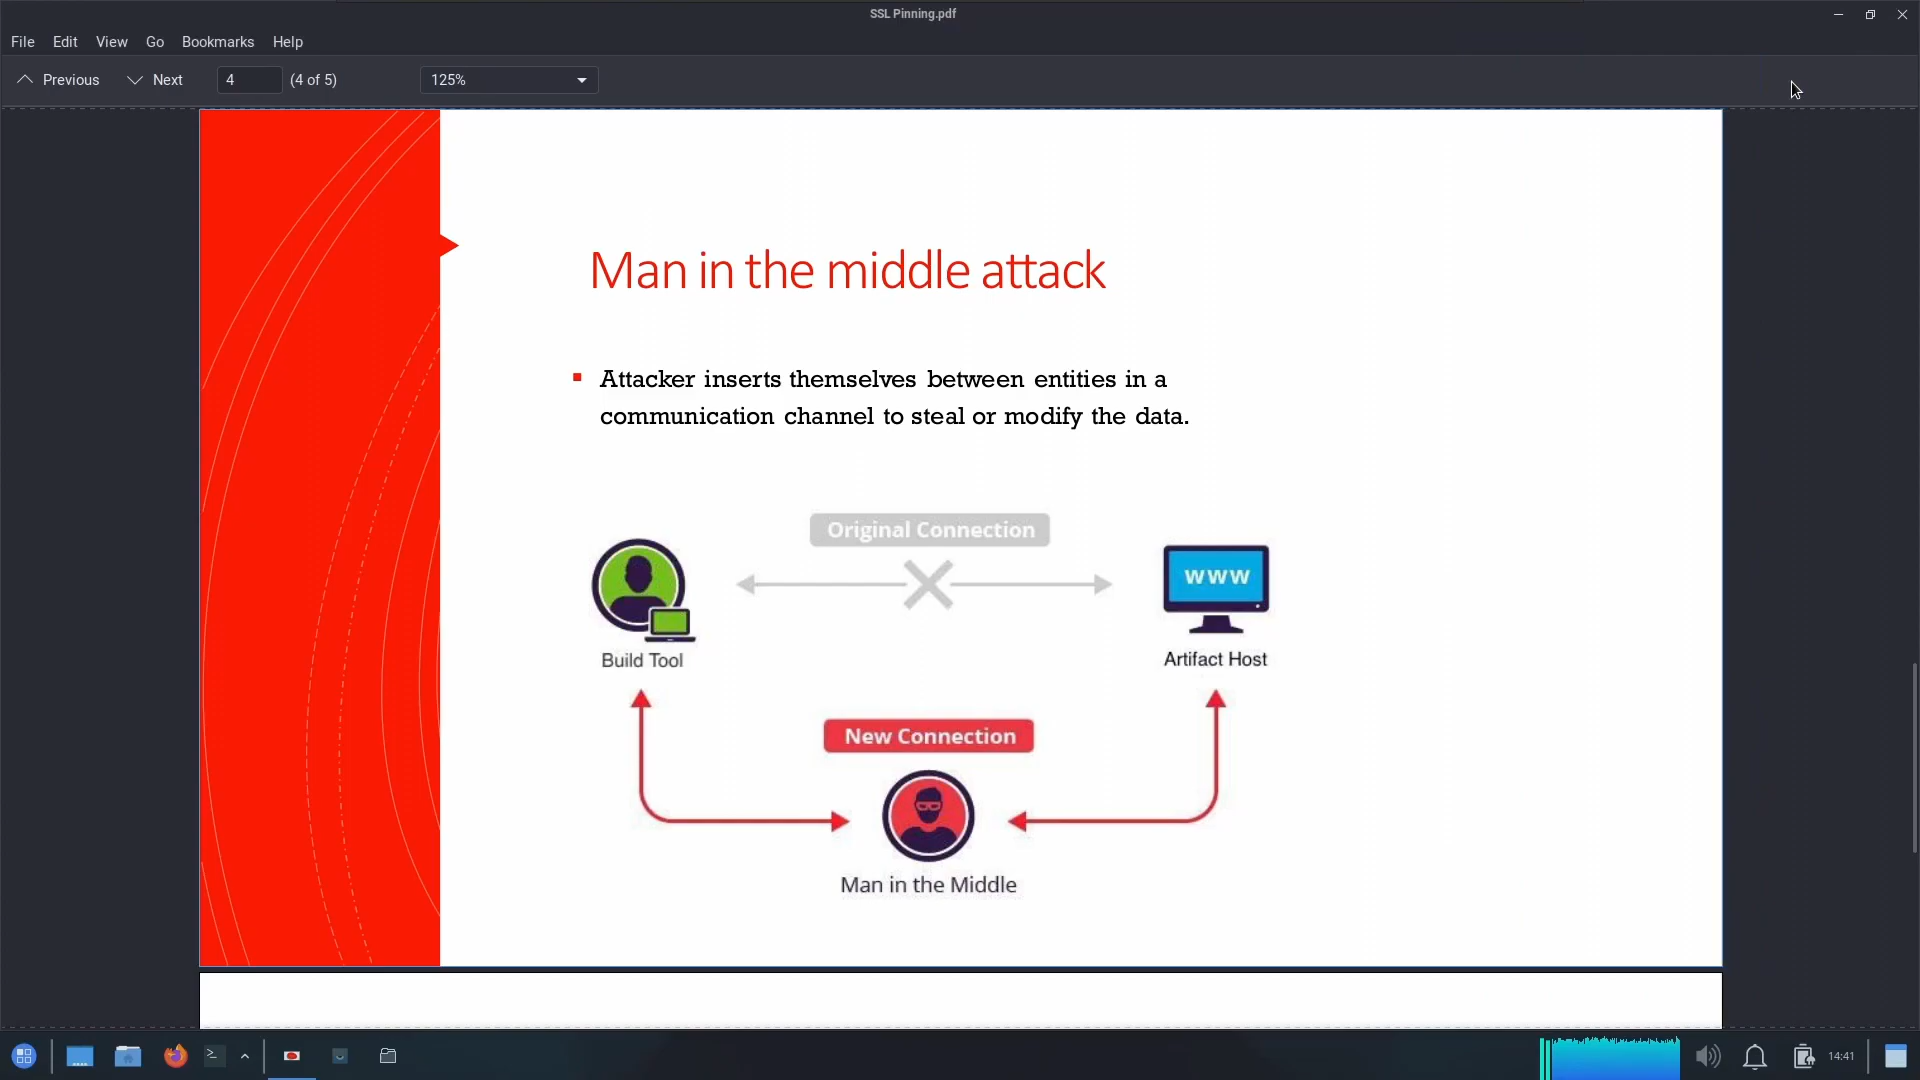 SSL Pinning.pdf
File Edit View Go Bookmarks Help
Previous Next 4 (4 of 5) 125%
Man in the middle attack
Attacker inserts themselves between entities in a
communication channel to steal or modify the data.
Original Connection
WWW
Build Tool
Artifact Host
New Connection
Man in the Middle
14:41